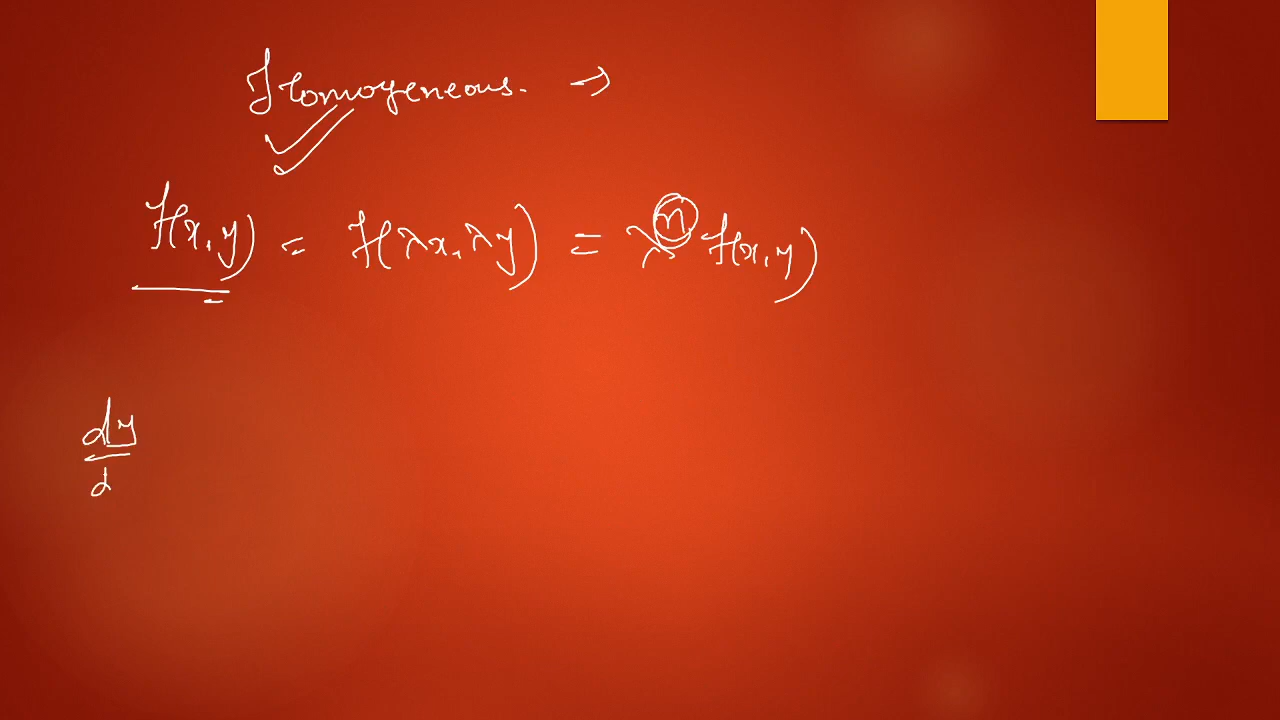 Homogeneous. →
f(x,y) = f(λx,λy) = λⁿ f(x,y)
dy
d